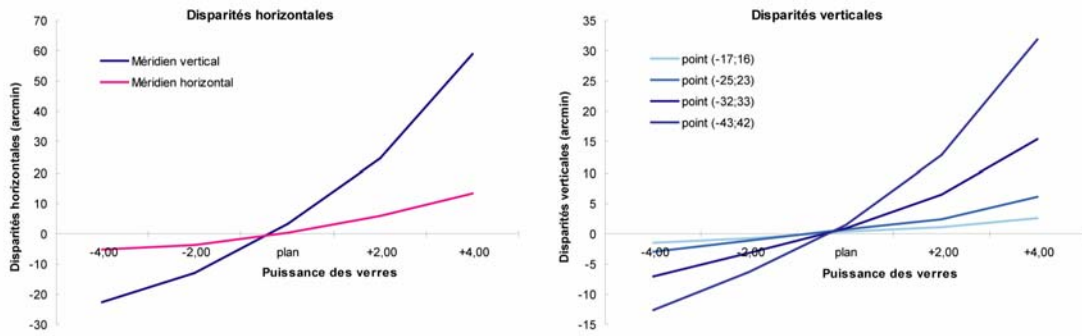 Disparités horizontales
70
60
50
40
30
20
10
0
-10
-20
-30
Méridien vertical
Méridien horizontal
-4,00
-2,00
plan
+2,00
+4,00
Puissance des verres
Disparités horizontales (arcmin)
Disparités verticales
35
30
25
20
15
10
5
0
-5
-10
-15
point (-17;16)
point (-25;23)
point (-32;33)
point (-43;42)
-4,00
-2,00
plan
+2,00
+4,00
Puissance des verres
Disparités verticales (arcmin)